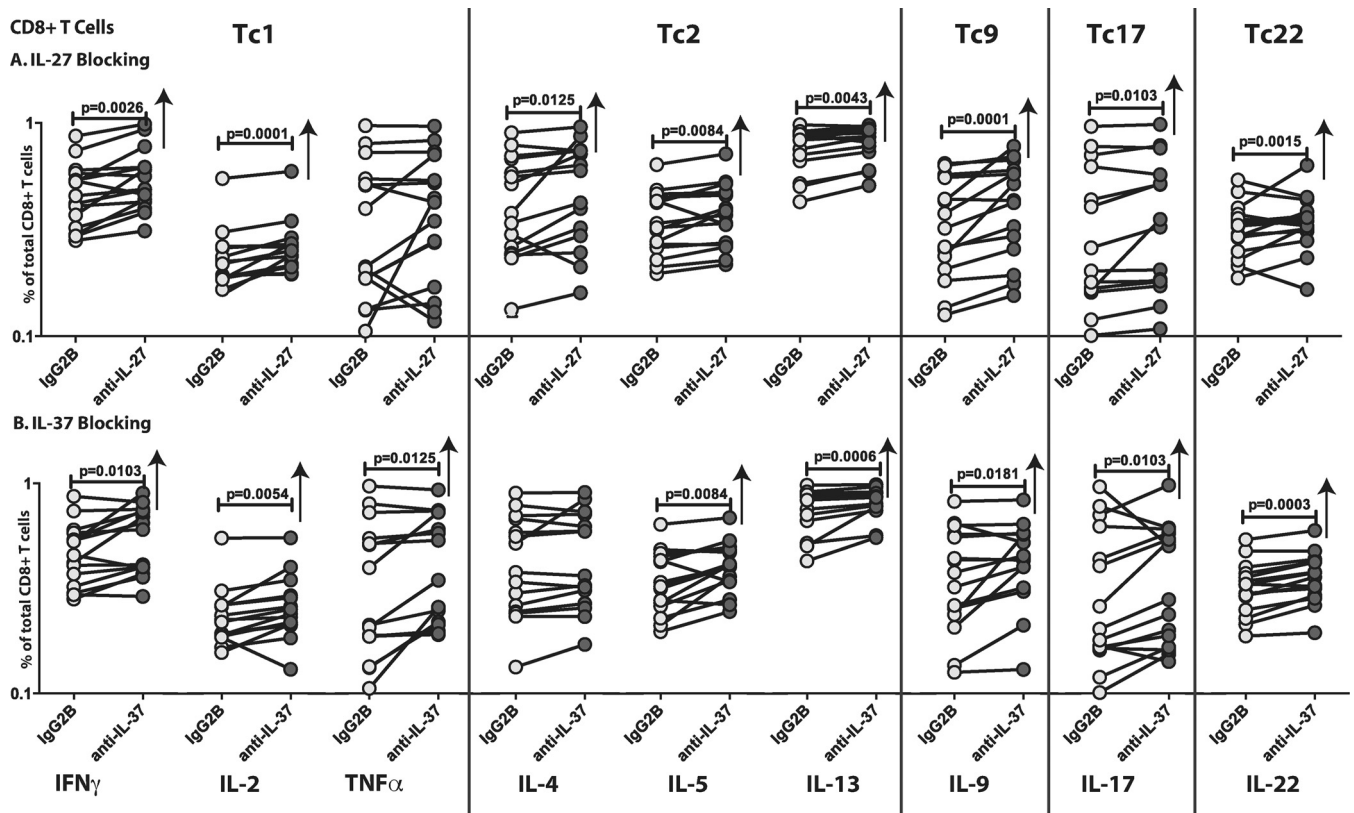 CD8+ T Cells
Tc1 Tc2 Tc9 Tc17 Tc22
A. IL-27 Blocking
p=0.0026 p=0.0001 p=0.0125 p=0.0084 p=0.0043 p=0.0001 p=0.0103 p=0.0015
% of total CD8+ T cells
1
0.1
IgG2B anti-IL-27 IgG2B anti-IL-27 IgG2B anti-IL-27 IgG2B anti-IL-27 IgG2B anti-IL-27 IgG2B anti-IL-27 IgG2B anti-IL-27 IgG2B anti-IL-27 IgG2B anti-IL-27
B. IL-37 Blocking
p=0.0103 p=0.0054 p=0.0125 p=0.0084 p=0.0006 p=0.0181 p=0.0103 p=0.0003
% of total CD8+ T cells
1
0.1
IgG2B anti-IL-37 IgG2B anti-IL-37 IgG2B anti-IL-37 IgG2B anti-IL-37 IgG2B anti-IL-37 IgG2B anti-IL-37 IgG2B anti-IL-37 IgG2B anti-IL-37 IgG2B anti-IL-37
IFNγ IL-2 TNFα IL-4 IL-5 IL-13 IL-9 IL-17 IL-22